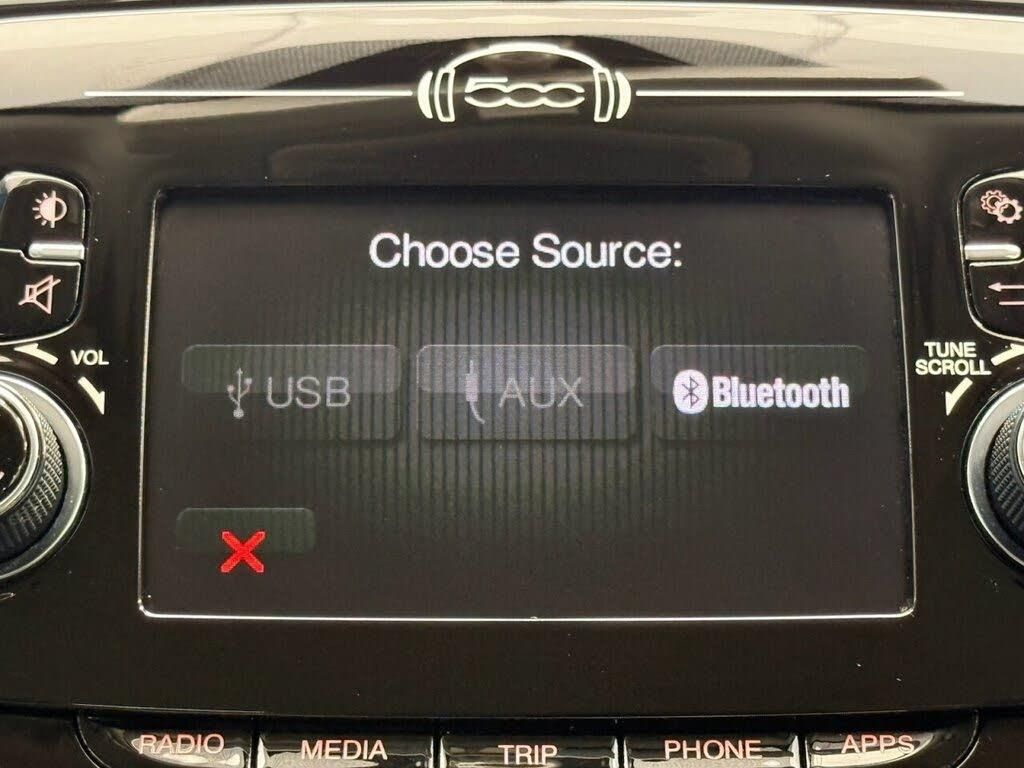 500
Choose Source:
VOL
TUNE
SCROLL
USB
AUX
Bluetooth
RADIO
MEDIA
TRIP
PHONE
APPS